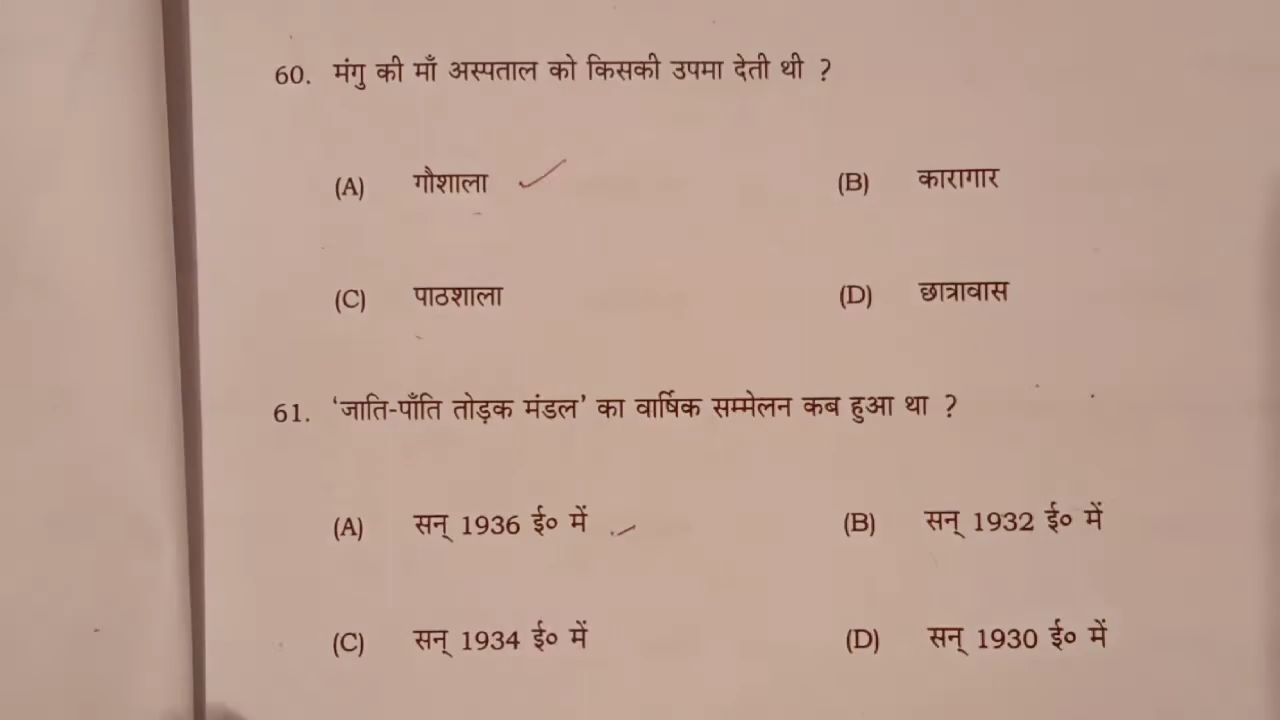 60. मंगु की माँ अस्पताल को किसकी उपमा देती थी ?
(A) गौशाला (B) कारागार
(C) पाठशाला (D) छात्रावास
61. ‘जाति-पाँति तोड़क मंडल’ का वार्षिक सम्मेलन कब हुआ था ?
(A) सन् 1936 ई० में (B) सन् 1932 ई० में
(C) सन् 1934 ई० में (D) सन् 1930 ई० में